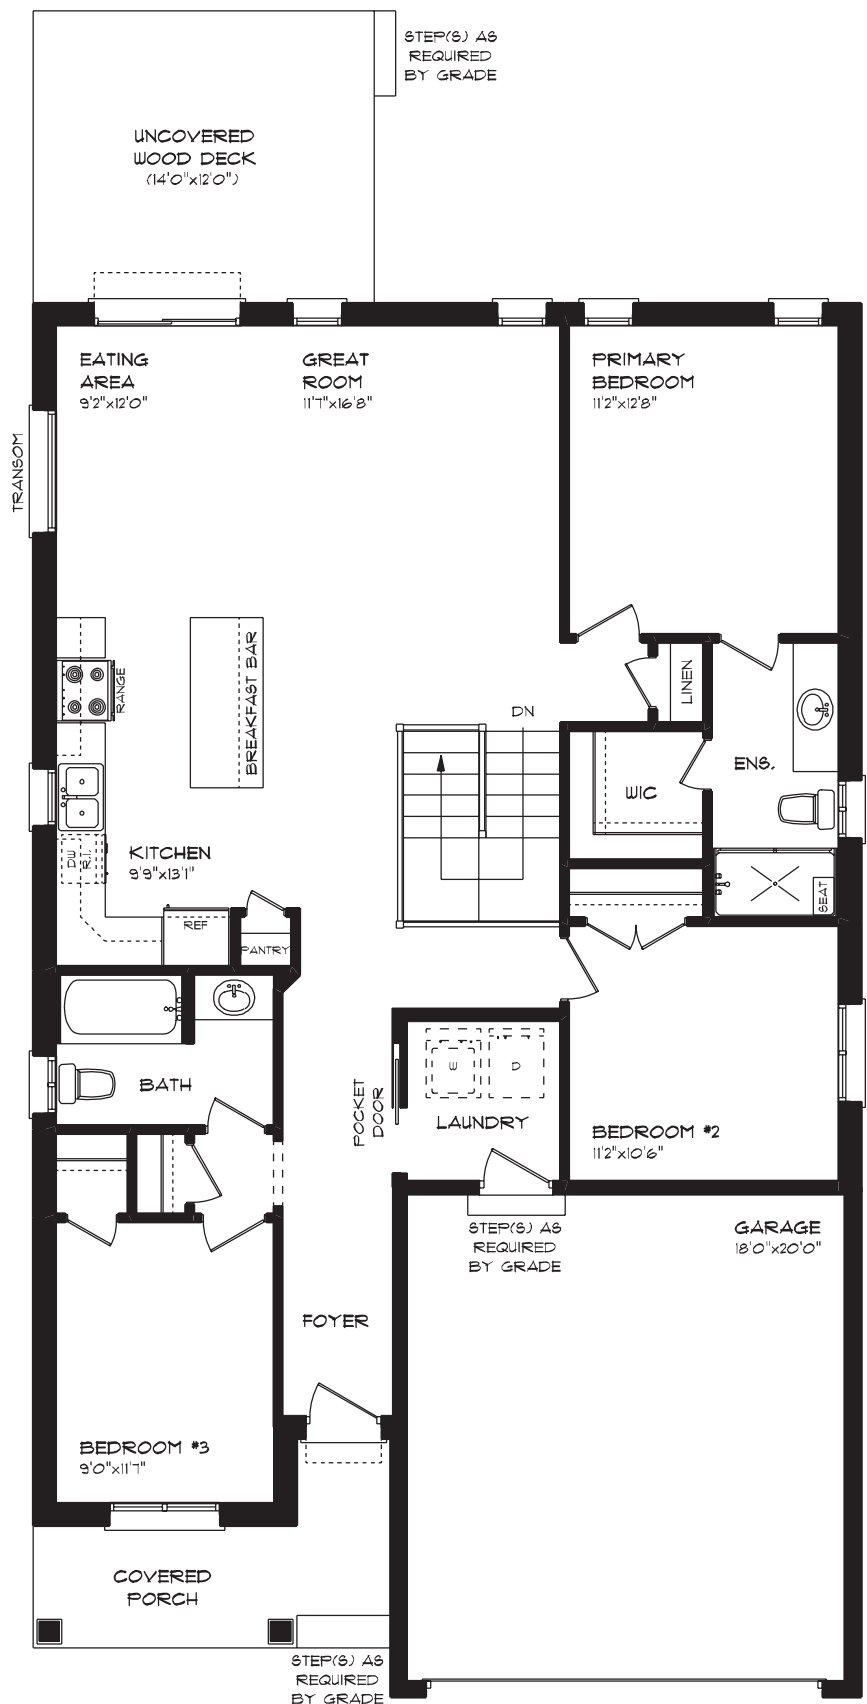 STEP(S) AS
REQUIRED
BY GRADE
UNCOVERED
WOOD DECK
(14'0"x12'0")
EATING
AREA
9'2"x12'0"
GREAT
ROOM
11'7"x16'8"
PRIMARY
BEDROOM
11'2"x12'8"
TRANSOM
RANGE
BREAKFAST BAR
LINEN
DN
ENS.
WIC
KITCHEN
9'9"x13'1"
DW
R.I.
SEAT
REF
PANTRY
BATH
POCKET
DOOR
W
D
LAUNDRY
BEDROOM #2
11'2"x10'6"
STEP(S) AS
REQUIRED
BY GRADE
GARAGE
18'0"x20'0"
FOYER
BEDROOM #3
9'0"x11'7"
COVERED
PORCH
STEP(S) AS
REQUIRED
BY GRADE